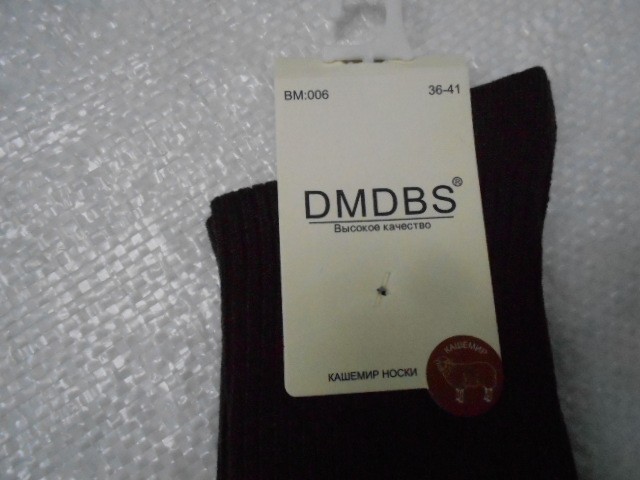 BM:006 36-41
DMDBS®
Высокое качество
КАШЕМИР НОСКИ
КАШЕМИР